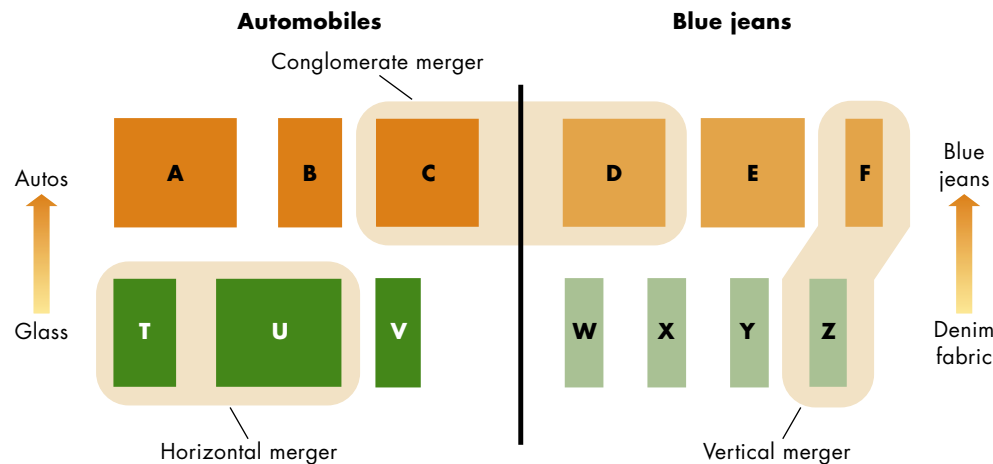 Automobiles
Blue jeans
Conglomerate merger
A
B
C
D
E
F
Autos
Blue
jeans
T
U
V
W
X
Y
Z
Glass
Denim
fabric
Horizontal merger
Vertical merger